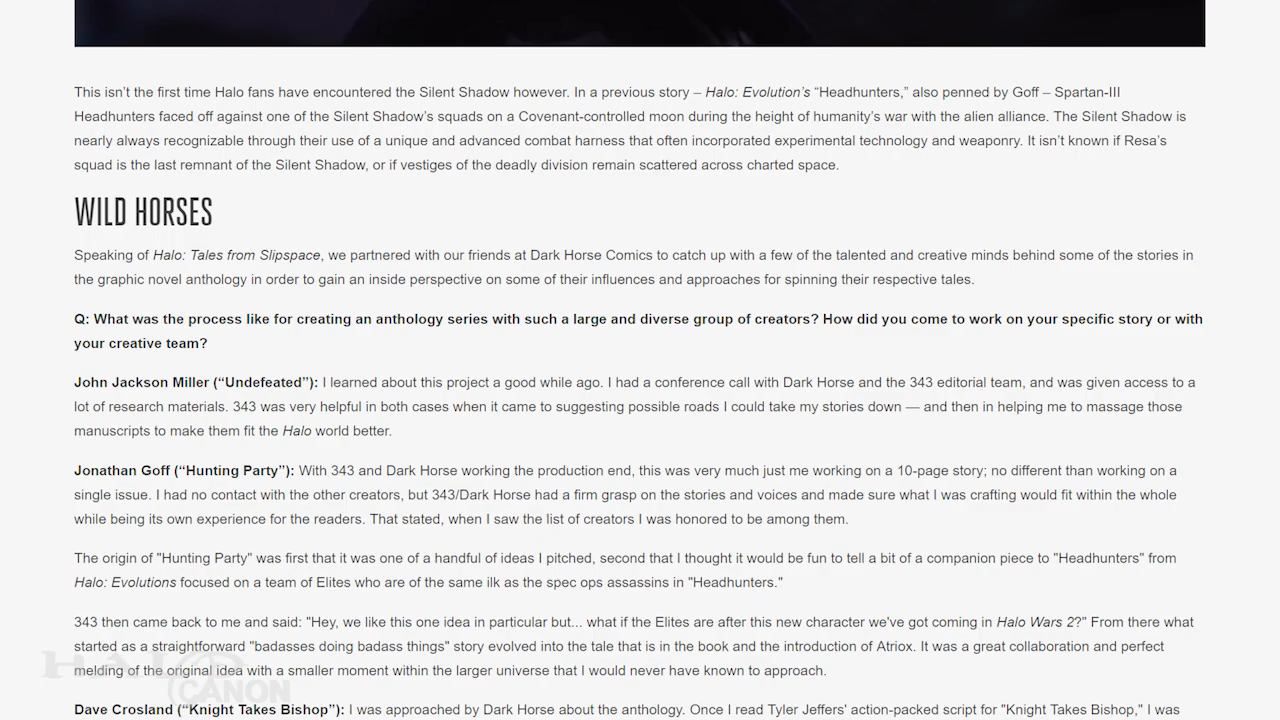 This isn’t the first time Halo fans have encountered the Silent Shadow however. In a previous story – Halo: Evolution’s “Headhunters,” also penned by Goff – Spartan-III
Headhunters faced off against one of the Silent Shadow’s squads on a Covenant-controlled moon during the height of humanity’s war with the alien alliance. The Silent Shadow is
nearly always recognizable through their use of a unique and advanced combat harness that often incorporated experimental technology and weaponry. It isn’t known if Resa’s
squad is the last remnant of the Silent Shadow, or if vestiges of the deadly division remain scattered across charted space.
WILD HORSES
Speaking of Halo: Tales from Slipspace, we partnered with our friends at Dark Horse Comics to catch up with a few of the talented and creative minds behind some of the stories in
the graphic novel anthology in order to gain an inside perspective on some of their influences and approaches for spinning their respective tales.
Q: What was the process like for creating an anthology series with such a large and diverse group of creators? How did you come to work on your specific story or with
your creative team?
John Jackson Miller (“Undefeated”): I learned about this project a good while ago. I had a conference call with Dark Horse and the 343 editorial team, and was given access to a
lot of research materials. 343 was very helpful in both cases when it came to suggesting possible roads I could take my stories down — and then in helping me to massage those
manuscripts to make them fit the Halo world better.
Jonathan Goff (“Hunting Party”): With 343 and Dark Horse working the production end, this was very much just me working on a 10-page story; no different than working on a
single issue. I had no contact with the other creators, but 343/Dark Horse had a firm grasp on the stories and voices and made sure what I was crafting would fit within the whole
while being its own experience for the readers. That stated, when I saw the list of creators I was honored to be among them.
The origin of "Hunting Party" was first that it was one of a handful of ideas I pitched, second that I thought it would be fun to tell a bit of a companion piece to "Headhunters" from
Halo: Evolutions focused on a team of Elites who are of the same ilk as the spec ops assassins in "Headhunters."
343 then came back to me and said: "Hey, we like this one idea in particular but... what if the Elites are after this new character we've got coming in Halo Wars 2?" From there what
started as a straightforward "badasses doing badass things" story evolved into the tale that is in the book and the introduction of Atriox. It was a great collaboration and perfect
melding of the original idea with a smaller moment within the larger universe that I would never have known to approach.
HALO
CANON
Dave Crosland (“Knight Takes Bishop”): I was approached by Dark Horse about the anthology. Once I read Tyler Jeffers' action-packed script for "Knight Takes Bishop," I was